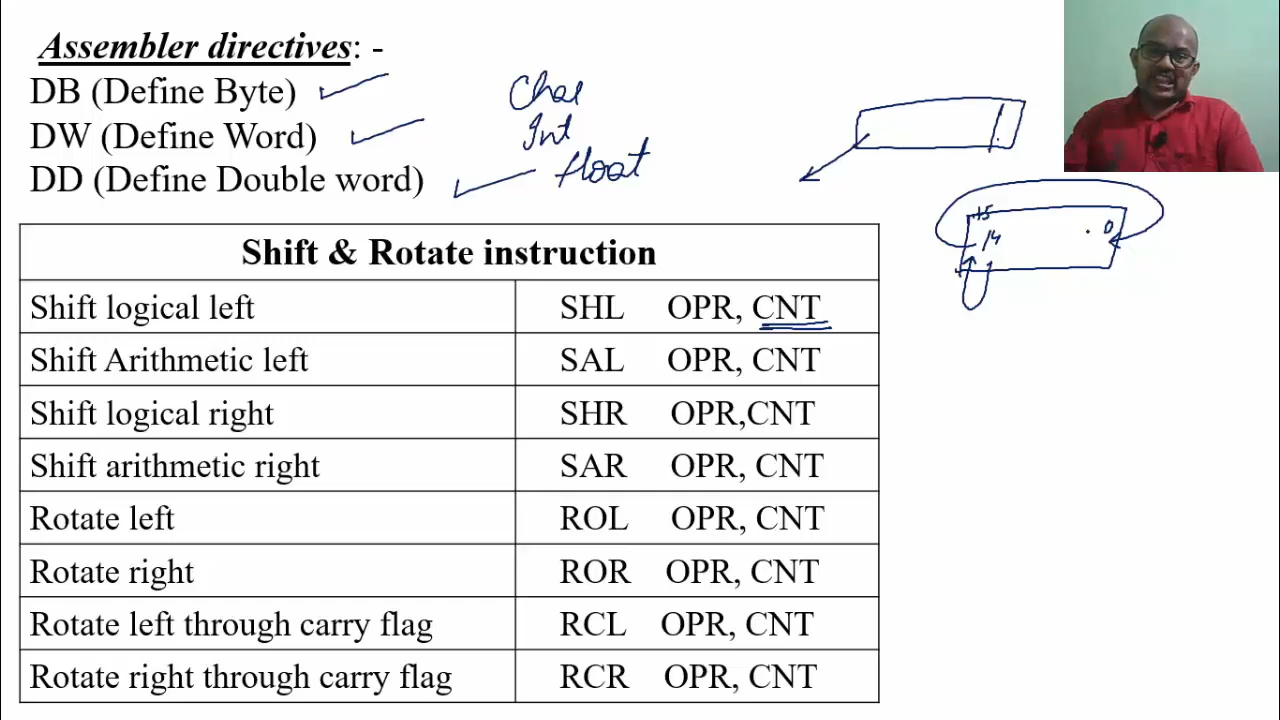 Assembler directives: -
DB (Define Byte)
Char
DW (Define Word)
Int
DD (Define Double word)
float
15
14
0
Shift & Rotate instruction
Shift logical left SHL OPR, CNT
Shift Arithmetic left SAL OPR, CNT
Shift logical right SHR OPR,CNT
Shift arithmetic right SAR OPR, CNT
Rotate left ROL OPR, CNT
Rotate right ROR OPR, CNT
Rotate left through carry flag RCL OPR, CNT
Rotate right through carry flag RCR OPR, CNT